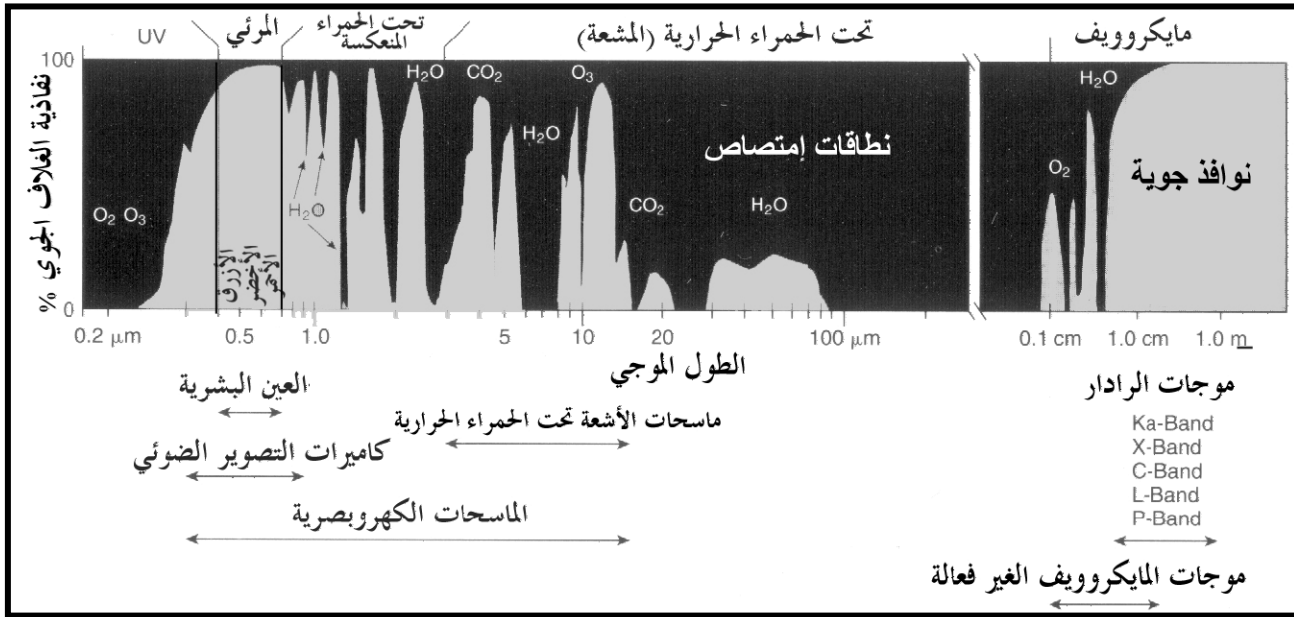 UV
المرئي
تحت الحمراء
المنعكسة
تحت الحمراء الحرارية (المشعة)
مايكروويف
نفاذية الغلاف الجوي %
100
0
H₂O
CO₂
O₃
H₂O
H₂O
نطاقات إمتصاص
نوافذ جوية
O₂
O₂ O₃
H₂O
CO₂
H₂O
الأزرق
الأخضر
الأحمر
0.2 µm
0.5
1.0
5
10
20
100 µm
0.1 cm
1.0 cm
1.0 m
الطول الموجي
العين البشرية
ماسحات الأشعة تحت الحمراء الحرارية
كاميرات التصوير الضوئي
الماسحات الكهروبصرية
موجات الرادار
Ka-Band
X-Band
C-Band
L-Band
P-Band
موجات المايكروويف الغير فعالة